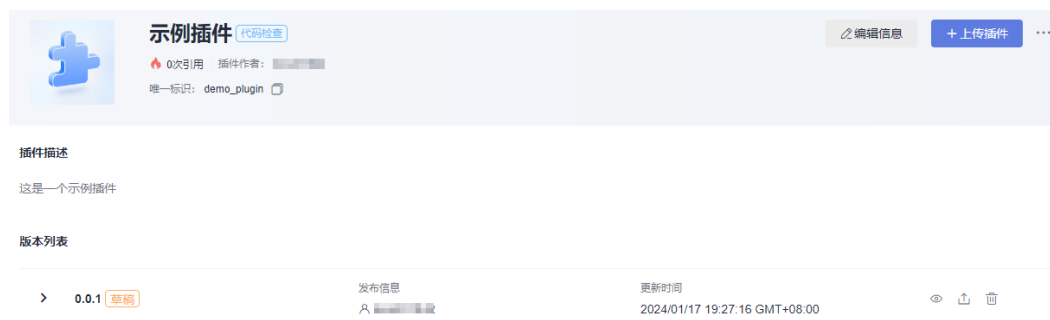 示例插件 代码检查
编辑信息
+ 上传插件
0次引用 插件作者：
唯一标识： demo_plugin
插件描述
这是一个示例插件
版本列表
0.0.1 草稿
发布信息
更新时间
2024/01/17 19:27:16 GMT+08:00